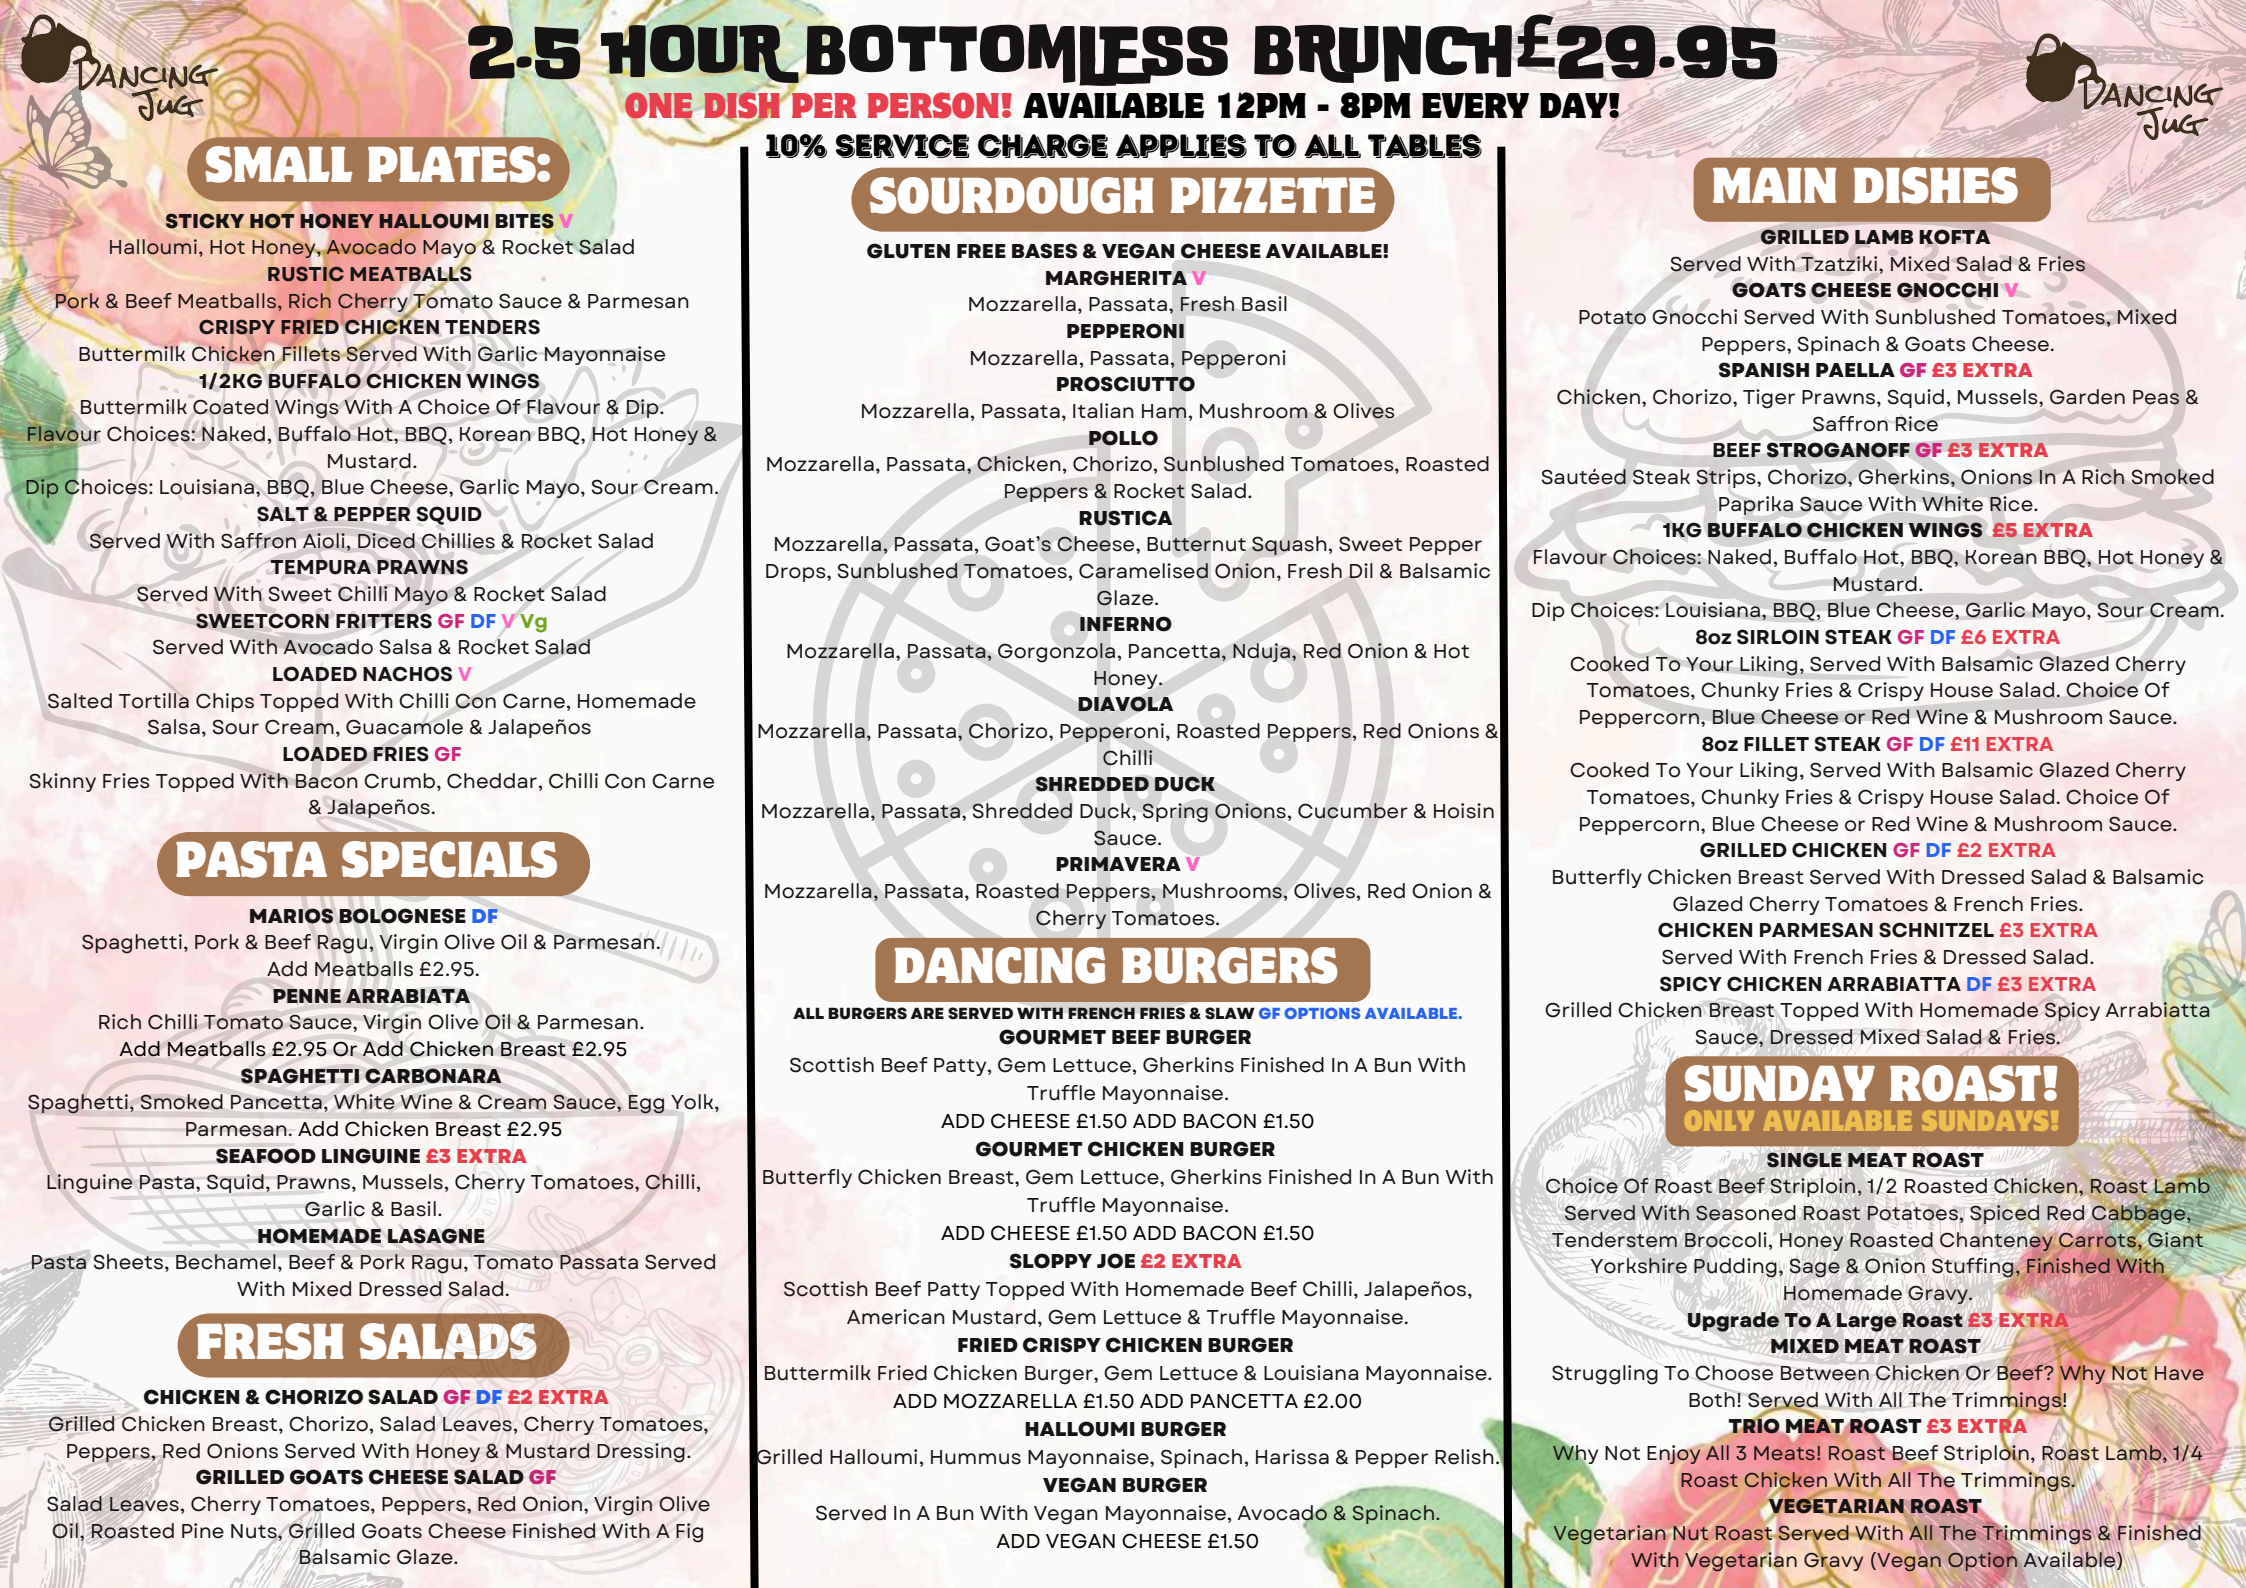 DANCING
JUG
2.5 HOUR BOTTOMLESS BRUNCH £29.95
ONE DISH PER PERSON! AVAILABLE 12PM - 8PM EVERY DAY!
10% SERVICE CHARGE APPLIES TO ALL TABLES
DANCING
JUG
SMALL PLATES:
STICKY HOT HONEY HALLOUMI BITES V
Halloumi, Hot Honey, Avocado Mayo & Rocket Salad
RUSTIC MEATBALLS
Pork & Beef Meatballs, Rich Cherry Tomato Sauce & Parmesan
CRISPY FRIED CHICKEN TENDERS
Buttermilk Chicken Fillets Served With Garlic Mayonnaise
1/2KG BUFFALO CHICKEN WINGS
Buttermilk Coated Wings With A Choice Of Flavour & Dip.
Flavour Choices: Naked, Buffalo Hot, BBQ, Korean BBQ, Hot Honey &
Mustard.
Dip Choices: Louisiana, BBQ, Blue Cheese, Garlic Mayo, Sour Cream.
SALT & PEPPER SQUID
Served With Saffron Aioli, Diced Chillies & Rocket Salad
TEMPURA PRAWNS
Served With Sweet Chilli Mayo & Rocket Salad
SWEETCORN FRITTERS GF DF V Vg
Served With Avocado Salsa & Rocket Salad
LOADED NACHOS V
Salted Tortilla Chips Topped With Chilli Con Carne, Homemade
Salsa, Sour Cream, Guacamole & Jalapeños
LOADED FRIES GF
Skinny Fries Topped With Bacon Crumb, Cheddar, Chilli Con Carne
& Jalapeños.
PASTA SPECIALS
MARIOS BOLOGNESE DF
Spaghetti, Pork & Beef Ragu, Virgin Olive Oil & Parmesan.
Add Meatballs £2.95.
PENNE ARRABIATA
Rich Chilli Tomato Sauce, Virgin Olive Oil & Parmesan.
Add Meatballs £2.95 Or Add Chicken Breast £2.95
SPAGHETTI CARBONARA
Spaghetti, Smoked Pancetta, White Wine & Cream Sauce, Egg Yolk,
Parmesan. Add Chicken Breast £2.95
SEAFOOD LINGUINE £3 EXTRA
Linguine Pasta, Squid, Prawns, Mussels, Cherry Tomatoes, Chilli,
Garlic & Basil.
HOMEMADE LASAGNE
Pasta Sheets, Bechamel, Beef & Pork Ragu, Tomato Passata Served
With Mixed Dressed Salad.
FRESH SALADS
CHICKEN & CHORIZO SALAD GF DF £2 EXTRA
Grilled Chicken Breast, Chorizo, Salad Leaves, Cherry Tomatoes,
Peppers, Red Onions Served With Honey & Mustard Dressing.
GRILLED GOATS CHEESE SALAD GF
Salad Leaves, Cherry Tomatoes, Peppers, Red Onion, Virgin Olive
Oil, Roasted Pine Nuts, Grilled Goats Cheese Finished With A Fig
Balsamic Glaze.
SOURDOUGH PIZZETTE
GLUTEN FREE BASES & VEGAN CHEESE AVAILABLE!
MARGHERITA V
Mozzarella, Passata, Fresh Basil
PEPPERONI
Mozzarella, Passata, Pepperoni
PROSCIUTTO
Mozzarella, Passata, Italian Ham, Mushroom & Olives
POLLO
Mozzarella, Passata, Chicken, Chorizo, Sunblushed Tomatoes, Roasted
Peppers & Rocket Salad.
RUSTICA
Mozzarella, Passata, Goat's Cheese, Butternut Squash, Sweet Pepper
Drops, Sunblushed Tomatoes, Caramelised Onion, Fresh Dil & Balsamic
Glaze.
INFERNO
Mozzarella, Passata, Gorgonzola, Pancetta, Nduja, Red Onion & Hot
Honey.
DIAVOLA
Mozzarella, Passata, Chorizo, Pepperoni, Roasted Peppers, Red Onions &
Chilli
SHREDDED DUCK
Mozzarella, Passata, Shredded Duck, Spring Onions, Cucumber & Hoisin
Sauce.
PRIMAVERA V
Mozzarella, Passata, Roasted Peppers, Mushrooms, Olives, Red Onion &
Cherry Tomatoes.
DANCING BURGERS
ALL BURGERS ARE SERVED WITH FRENCH FRIES & SLAW GF OPTIONS AVAILABLE.
GOURMET BEEF BURGER
Scottish Beef Patty, Gem Lettuce, Gherkins Finished In A Bun With
Truffle Mayonnaise.
ADD CHEESE £1.50 ADD BACON £1.50
GOURMET CHICKEN BURGER
Butterfly Chicken Breast, Gem Lettuce, Gherkins Finished In A Bun With
Truffle Mayonnaise.
ADD CHEESE £1.50 ADD BACON £1.50
SLOPPY JOE £2 EXTRA
Scottish Beef Patty Topped With Homemade Beef Chilli, Jalapeños,
American Mustard, Gem Lettuce & Truffle Mayonnaise.
FRIED CRISPY CHICKEN BURGER
Buttermilk Fried Chicken Burger, Gem Lettuce & Louisiana Mayonnaise.
ADD MOZZARELLA £1.50 ADD PANCETTA £2.00
HALLOUMI BURGER
Grilled Halloumi, Hummus Mayonnaise, Spinach, Harissa & Pepper Relish.
VEGAN BURGER
Served In A Bun With Vegan Mayonnaise, Avocado & Spinach.
ADD VEGAN CHEESE £1.50
MAIN DISHES
GRILLED LAMB KOFTA
Served With Tzatziki, Mixed Salad & Fries
GOATS CHEESE GNOCCHI V
Potato Gnocchi Served With Sunblushed Tomatoes, Mixed
Peppers, Spinach & Goats Cheese.
SPANISH PAELLA GF £3 EXTRA
Chicken, Chorizo, Tiger Prawns, Squid, Mussels, Garden Peas &
Saffron Rice
BEEF STROGANOFF GF £3 EXTRA
Sautéed Steak Strips, Chorizo, Gherkins, Onions In A Rich Smoked
Paprika Sauce With White Rice.
1KG BUFFALO CHICKEN WINGS £5 EXTRA
Flavour Choices: Naked, Buffalo Hot, BBQ, Korean BBQ, Hot Honey &
Mustard.
Dip Choices: Louisiana, BBQ, Blue Cheese, Garlic Mayo, Sour Cream.
8oz SIRLOIN STEAK GF DF £6 EXTRA
Cooked To Your Liking, Served With Balsamic Glazed Cherry
Tomatoes, Chunky Fries & Crispy House Salad. Choice Of
Peppercorn, Blue Cheese or Red Wine & Mushroom Sauce.
8oz FILLET STEAK GF DF £11 EXTRA
Cooked To Your Liking, Served With Balsamic Glazed Cherry
Tomatoes, Chunky Fries & Crispy House Salad. Choice Of
Peppercorn, Blue Cheese or Red Wine & Mushroom Sauce.
GRILLED CHICKEN GF DF £2 EXTRA
Butterfly Chicken Breast Served With Dressed Salad & Balsamic
Glazed Cherry Tomatoes & French Fries.
CHICKEN PARMESAN SCHNITZEL £3 EXTRA
Served With French Fries & Dressed Salad.
SPICY CHICKEN ARRABIATTA DF £3 EXTRA
Grilled Chicken Breast Topped With Homemade Spicy Arrabiatta
Sauce, Dressed Mixed Salad & Fries.
SUNDAY ROAST!
ONLY AVAILABLE SUNDAYS!
SINGLE MEAT ROAST
Choice Of Roast Beef Striploin, 1/2 Roasted Chicken, Roast Lamb
Served With Seasoned Roast Potatoes, Spiced Red Cabbage,
Tenderstem Broccoli, Honey Roasted Chanteney Carrots, Giant
Yorkshire Pudding, Sage & Onion Stuffing, Finished With
Homemade Gravy.
Upgrade To A Large Roast £3 EXTRA
MIXED MEAT ROAST
Struggling To Choose Between Chicken Or Beef? Why Not Have
Both! Served With All The Trimmings!
TRIO MEAT ROAST £3 EXTRA
Why Not Enjoy All 3 Meats! Roast Beef Striploin, Roast Lamb, 1/4
Roast Chicken With All The Trimmings.
VEGETARIAN ROAST
Vegetarian Nut Roast Served With All The Trimmings & Finished
With Vegetarian Gravy (Vegan Option Available)